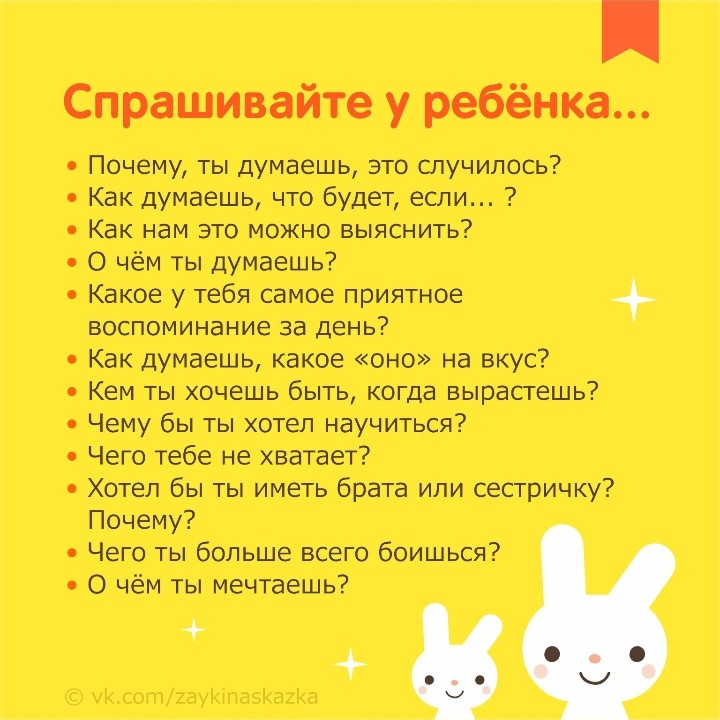 Спрашивайте у ребёнка...
• Почему, ты думаешь, это случилось?
• Как думаешь, что будет, если... ?
• Как нам это можно выяснить?
• О чём ты думаешь?
• Какое у тебя самое приятное
воспоминание за день?
• Как думаешь, какое «оно» на вкус?
• Кем ты хочешь быть, когда вырастешь?
• Чему бы ты хотел научиться?
• Чего тебе не хватает?
• Хотел бы ты иметь брата или сестричку?
Почему?
• Чего ты больше всего боишься?
• О чём ты мечтаешь?
© vk.com/zaykinaskazka